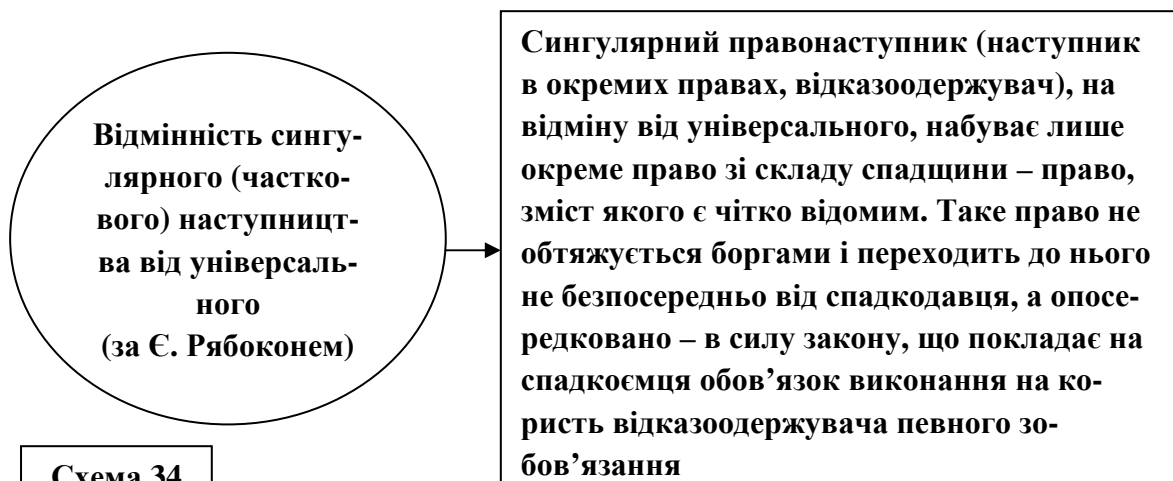 Відмінність сингу-
лярного (частко-
вого) наступницт-
ва від універсаль-
ного
(за Є. Рябоконем)
Сингулярний правонаступник (наступник
в окремих правах, відказоодержувач), на
відміну від універсального, набуває лише
окреме право зі складу спадщини – право,
зміст якого є чітко відомим. Таке право не
обтяжується боргами і переходить до нього
не безпосередньо від спадкодавця, а опосе-
редковано – в силу закону, що покладає на
спадкоємця обов’язок виконання на ко-
ристь відказоодержувача певного зо-
бов’язання
Схема 34